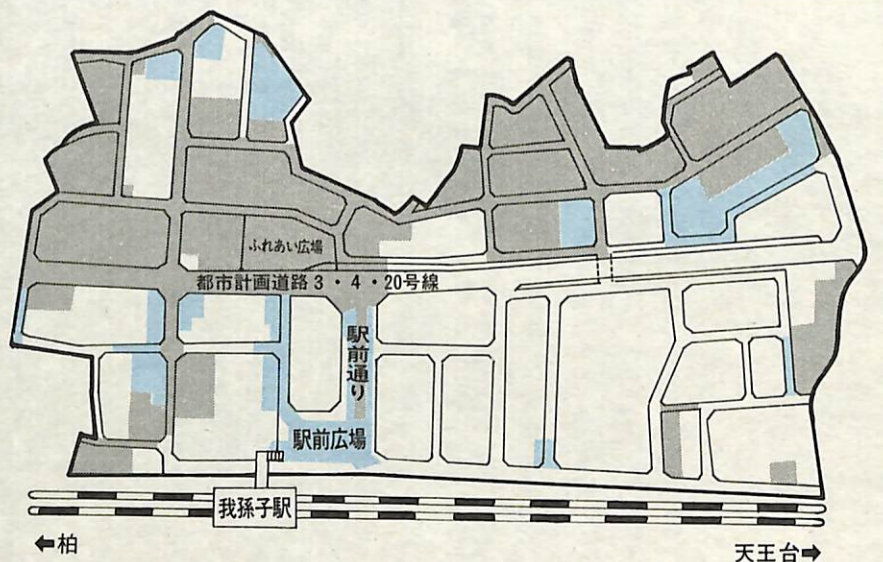 ふれあい広場
都市計画道路3・4・20号線
駅前通り
駅前広場
我孫子駅
←柏
天王台→